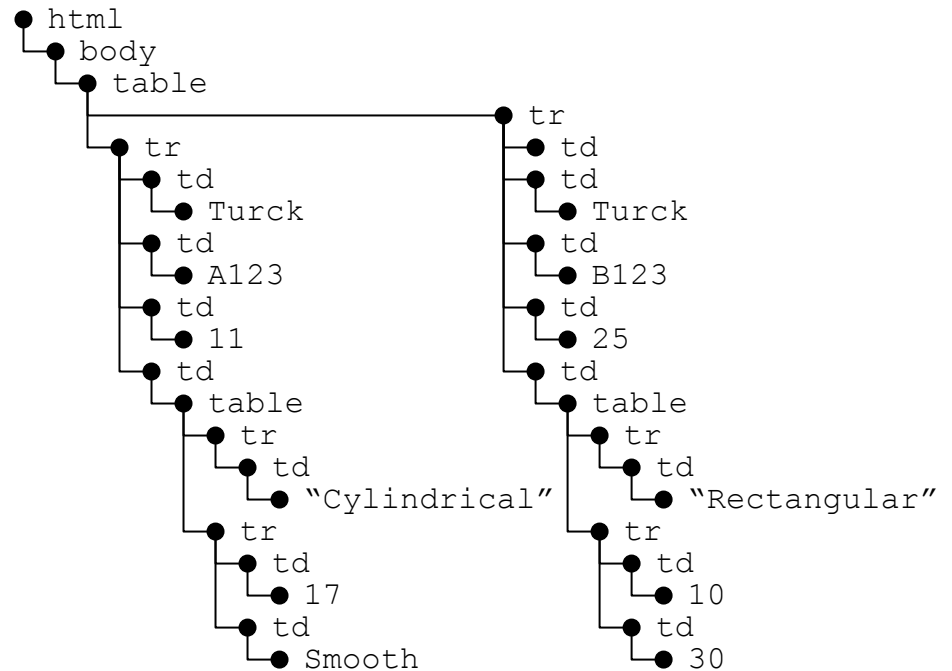 html
body
table
tr
tr td
td td
Turck Turck
td td
A123 B123
td td
11 25
td td
table table
tr tr
td td
“Cylindrical” “Rectangular”
tr tr
td td
17 10
td td
Smooth 30